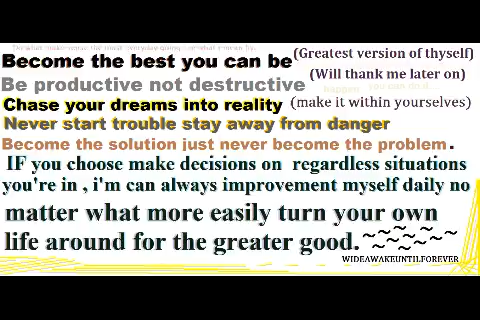 Become the best you can be (Greatest version of thyself)
Be productive not destructive (Will thank me later on)
Chase your dreams into reality (make it within yourselves)
Never start trouble stay away from danger
Become the solution just never become the problem.
IF you choose make decisions on regardless situations
you're in , i'm can always improvement myself daily no
matter what more easily turn your own
life around for the greater good.
WIDEAWAKEUNTILFOREVER